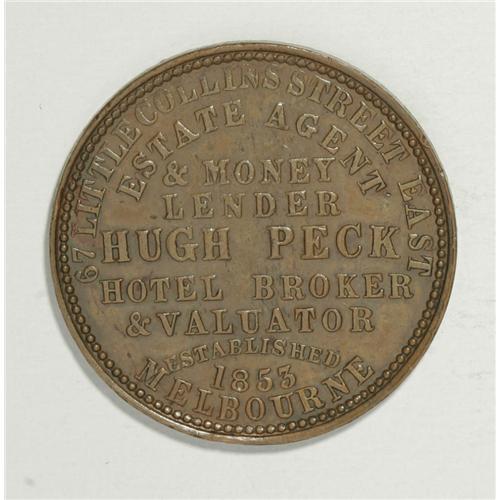 67 LITTLE COLLINS STREET EAST
ESTATE AGENT
& MONEY
LENDER
HUGH PECK
HOTEL BROKER
& VALUATOR
ESTABLISHED
1853
MELBOURNE